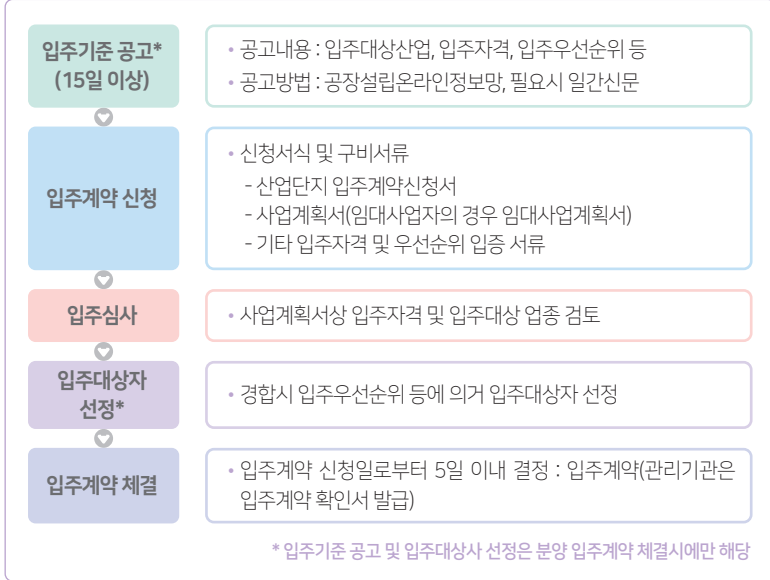 입주기준 공고*
(15일 이상)
• 공고내용 : 입주대상산업, 입주자격, 입주우선순위 등
• 공고방법 : 공장설립온라인정보망, 필요시 일간신문
입주계약 신청
• 신청서식 및 구비서류
- 산업단지 입주계약신청서
- 사업계획서(임대사업자의 경우 임대사업계획서)
- 기타 입주자격 및 우선순위 입증 서류
입주심사
• 사업계획서상 입주자격 및 입주대상 업종 검토
입주대상자
선정*
• 경합시 입주우선순위 등에 의거 입주대상자 선정
입주계약 체결
• 입주계약 신청일로부터 5일 이내 결정 : 입주계약(관리기관은
입주계약 확인서 발급)
* 입주기준 공고 및 입주대상사 선정은 분양 입주계약 체결시에만 해당